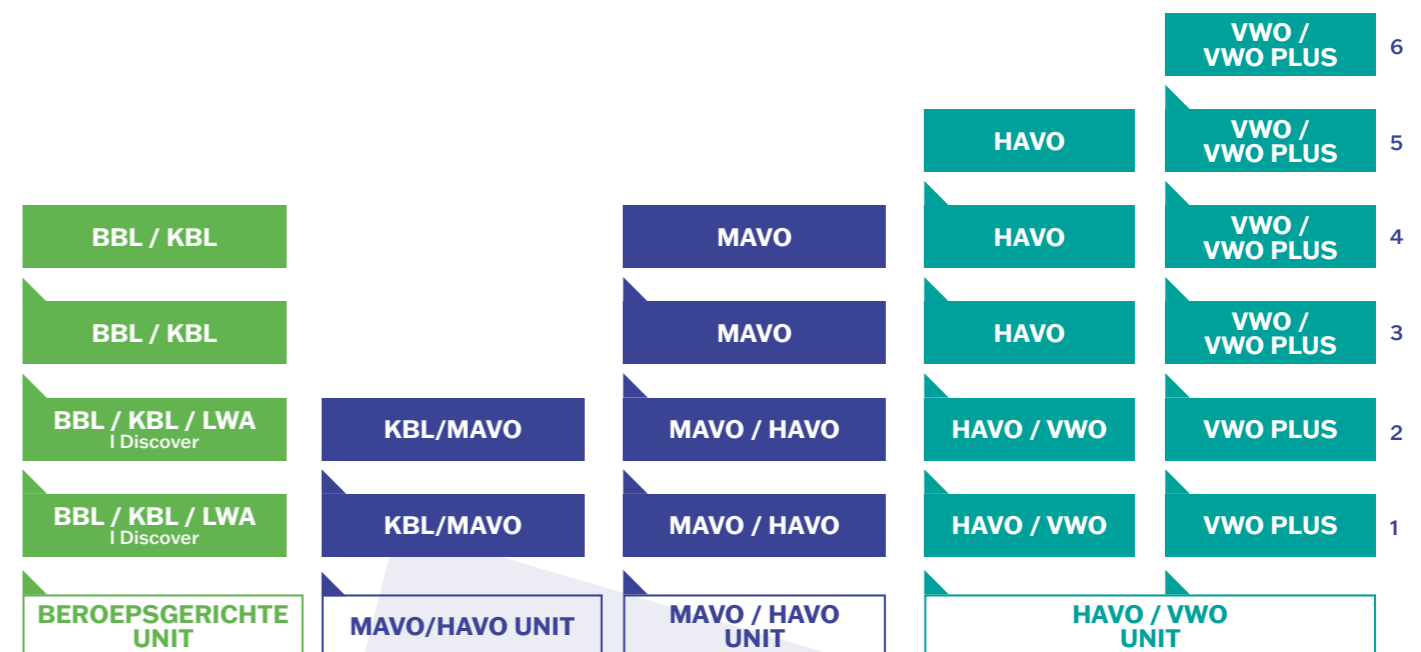 VWO /
VWO PLUS
6
HAVO
VWO /
VWO PLUS
5
BBL / KBL
MAVO
HAVO
VWO /
VWO PLUS
4
BBL / KBL
MAVO
HAVO
VWO /
VWO PLUS
3
BBL / KBL / LWA
I Discover
KBL/MAVO
MAVO / HAVO
HAVO / VWO
VWO PLUS
2
BBL / KBL / LWA
I Discover
KBL/MAVO
MAVO / HAVO
HAVO / VWO
VWO PLUS
1
BEROEPSGERICHTE
UNIT
MAVO/HAVO UNIT
MAVO / HAVO
UNIT
HAVO / VWO
UNIT